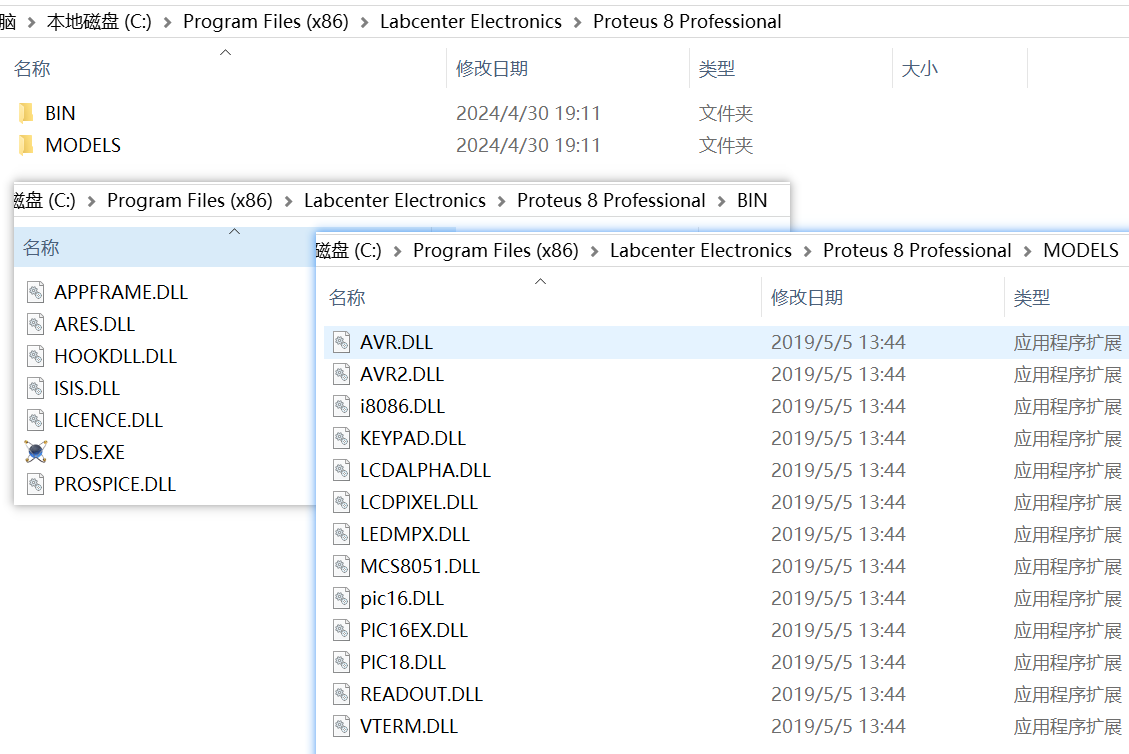 脑 > 本地磁盘 (C:) > Program Files (x86) > Labcenter Electronics > Proteus 8 Professional
名称 修改日期 类型 大小
BIN 2024/4/30 19:11 文件夹
MODELS 2024/4/30 19:11 文件夹
磁盘 (C:) > Program Files (x86) > Labcenter Electronics > Proteus 8 Professional > BIN
名称
APPFRAME.DLL
ARES.DLL
HOOKDLL.DLL
ISIS.DLL
LICENCE.DLL
PDS.EXE
PROSPICE.DLL
磁盘 (C:) > Program Files (x86) > Labcenter Electronics > Proteus 8 Professional > MODELS
名称 修改日期 类型
AVR.DLL 2019/5/5 13:44 应用程序扩展
AVR2.DLL 2019/5/5 13:44 应用程序扩展
i8086.DLL 2019/5/5 13:44 应用程序扩展
KEYPAD.DLL 2019/5/5 13:44 应用程序扩展
LCDALPHA.DLL 2019/5/5 13:44 应用程序扩展
LCDPIXEL.DLL 2019/5/5 13:44 应用程序扩展
LEDMPX.DLL 2019/5/5 13:44 应用程序扩展
MCS8051.DLL 2019/5/5 13:44 应用程序扩展
pic16.DLL 2019/5/5 13:44 应用程序扩展
PIC16EX.DLL 2019/5/5 13:44 应用程序扩展
PIC18.DLL 2019/5/5 13:44 应用程序扩展
READOUT.DLL 2019/5/5 13:44 应用程序扩展
VTERM.DLL 2019/5/5 13:44 应用程序扩展